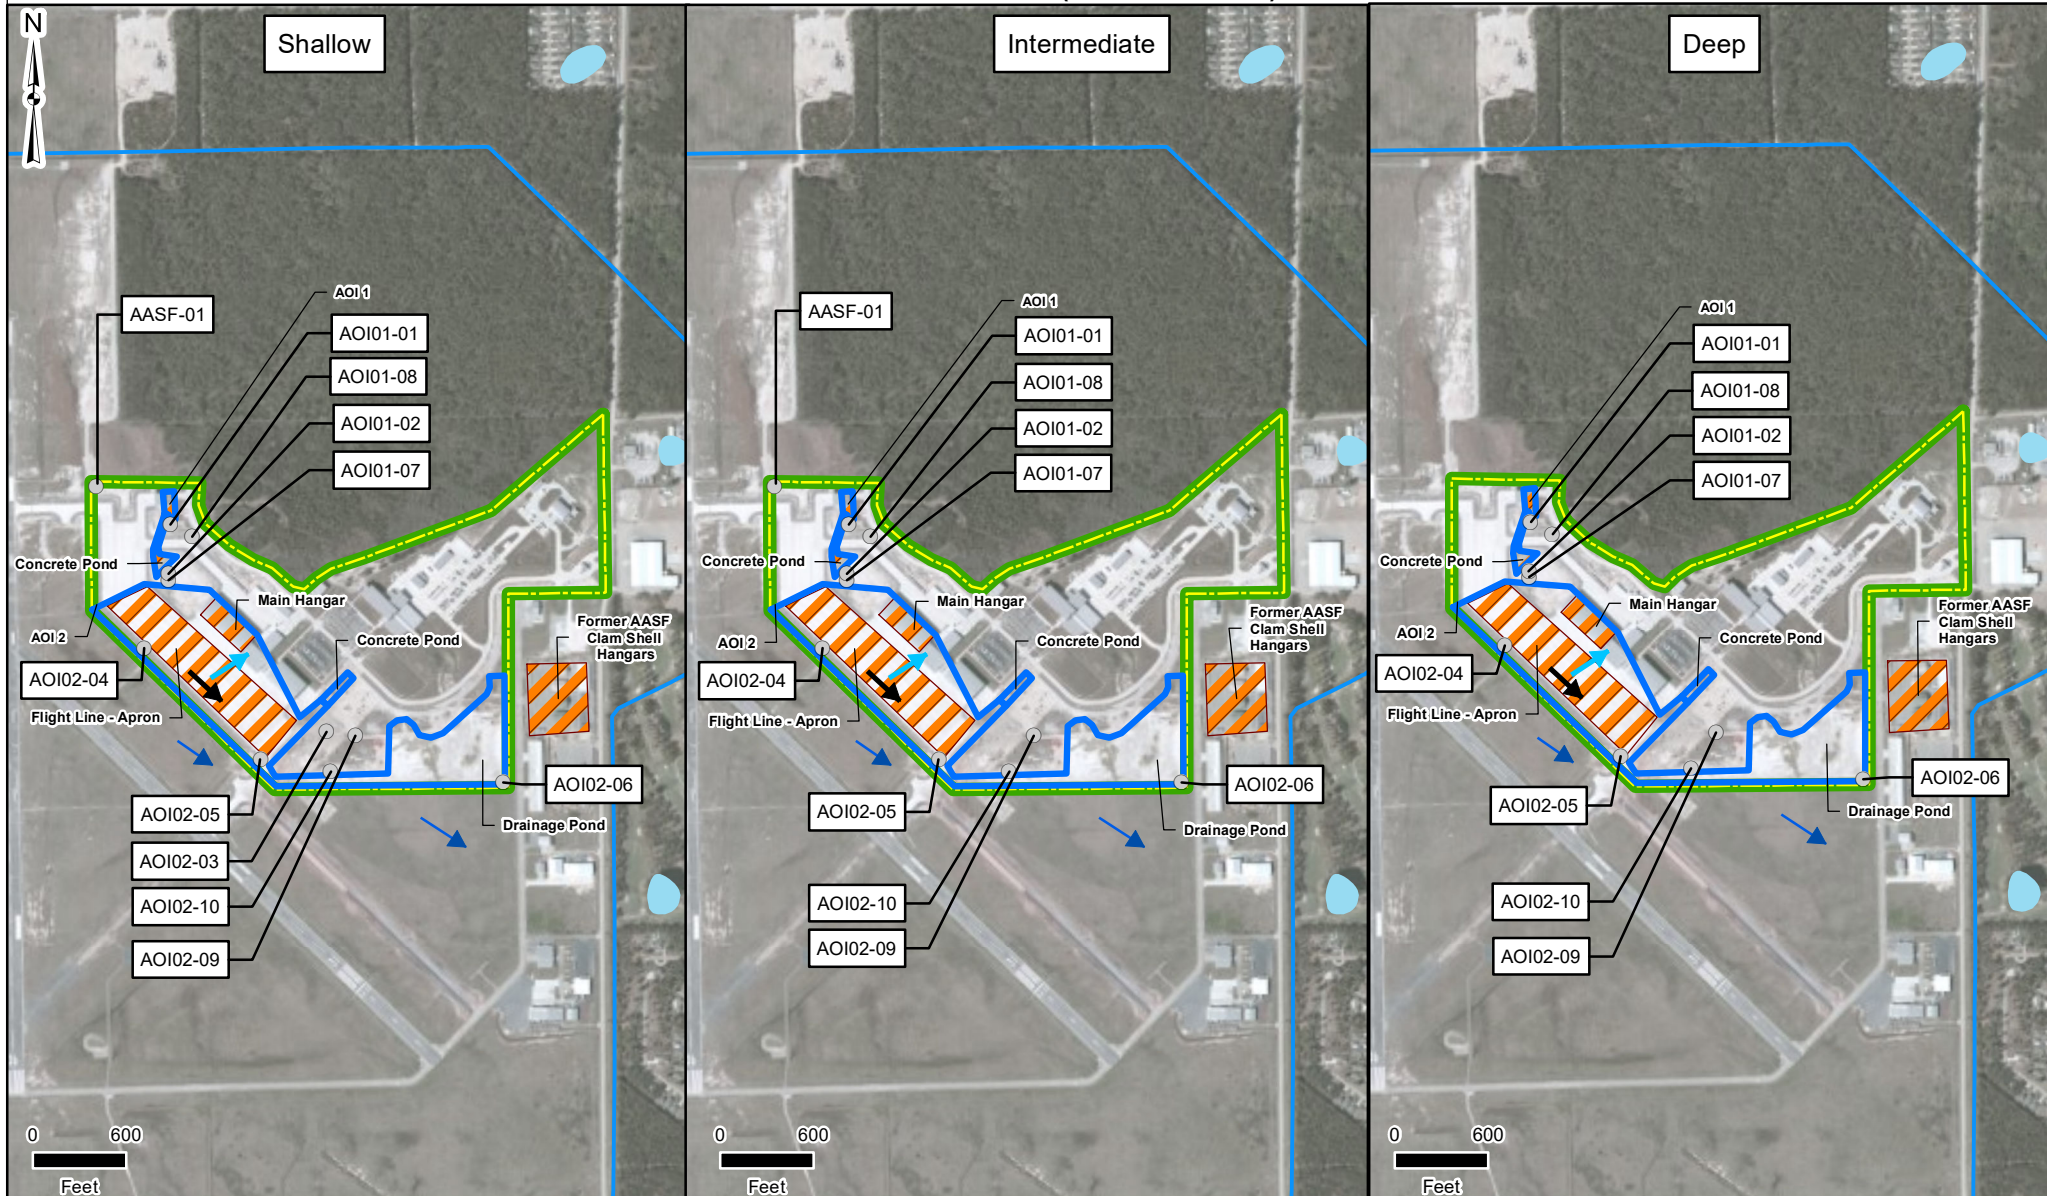 N
Shallow
AOI 1
AASF-01
AOI01-01
AOI01-08
AOI01-02
AOI01-07
Concrete Pond
Main Hangar
Former AASF
Clam Shell
Hangars
AOI 2
Concrete Pond
AOI02-04
Flight Line - Apron
AOI02-06
AOI02-05
Drainage Pond
AOI02-03
AOI02-10
AOI02-09
0 600
Feet
Intermediate
AOI 1
AASF-01
AOI01-01
AOI01-08
AOI01-02
AOI01-07
Concrete Pond
Main Hangar
Former AASF
Clam Shell
Hangars
AOI 2
Concrete Pond
AOI02-04
Flight Line - Apron
AOI02-06
AOI02-05
Drainage Pond
AOI02-10
AOI02-09
0 600
Feet
Deep
AOI 1
AOI01-01
AOI01-08
AOI01-02
AOI01-07
Concrete Pond
Main Hangar
Former AASF
Clam Shell
Hangars
AOI 2
Concrete Pond
AOI02-04
Flight Line - Apron
AOI02-06
AOI02-05
Drainage Pond
AOI02-10
AOI02-09
0 600
Feet